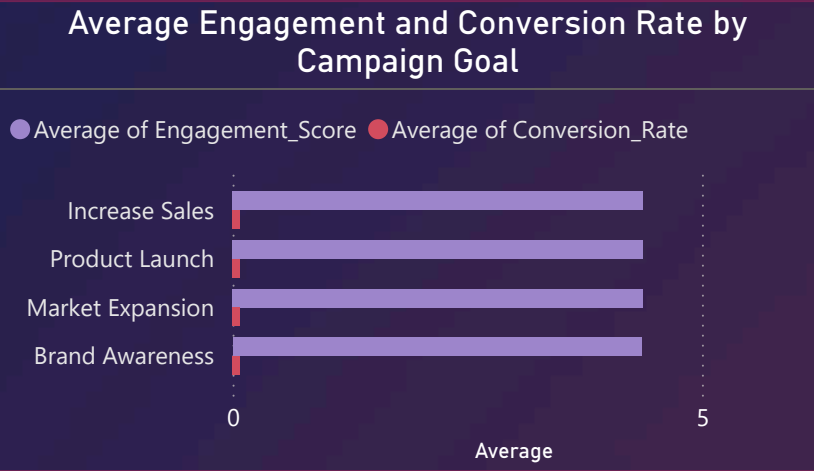 Average Engagement and Conversion Rate by
Campaign Goal
Average of Engagement_Score Average of Conversion_Rate
Increase Sales
Product Launch
Market Expansion
Brand Awareness
0 5
Average